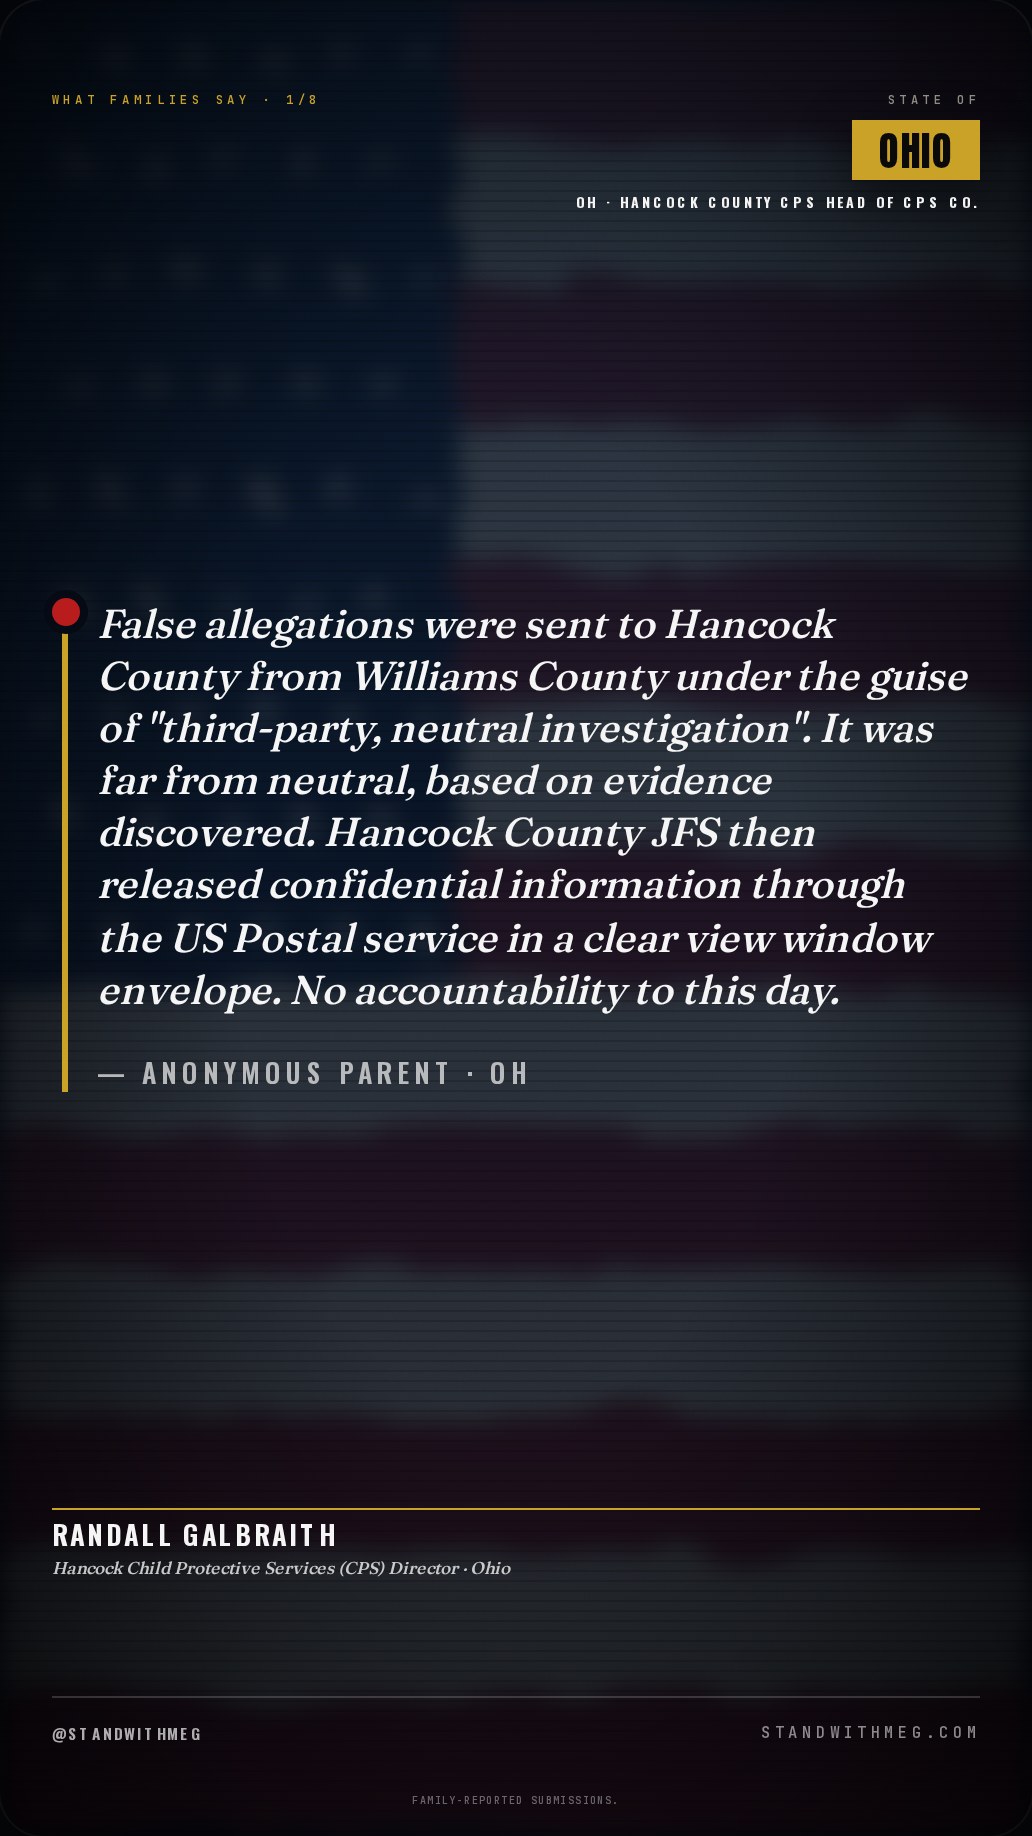 WHAT FAMILIES SAY · 1/8
STATE OF
OHIO
OH · HANCOCK COUNTY CPS HEAD OF CPS CO.
False allegations were sent to Hancock
County from Williams County under the guise
of "third-party, neutral investigation". It was
far from neutral, based on evidence
discovered. Hancock County JFS then
released confidential information through
the US Postal service in a clear view window
envelope. No accountability to this day.
— ANONYMOUS PARENT · OH
RANDALL GALBRAITH
Hancock Child Protective Services (CPS) Director · Ohio
@STANDWITHMEG
STANDWITHMEG.COM
FAMILY-REPORTED SUBMISSIONS.